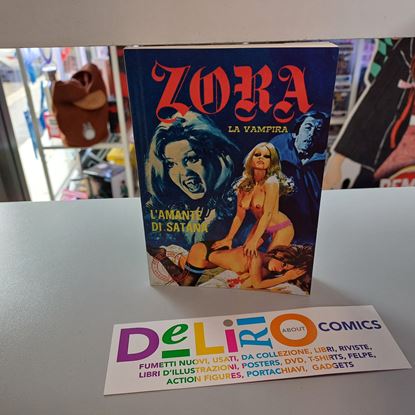 ZORA
LA VAMPIRA
L'AMANTE
DI SATANA
DeLiRiO
ABOUT
COMICS
FUMETTI NUOVI, USATI, DA COLLEZIONE, LIBRI, RIVISTE,
LIBRI D'ILLUSTRAZIONI, POSTERS, DVD, T-SHIRTS, FELPE,
ACTION FIGURES, PORTACHIAVI, GADGETS